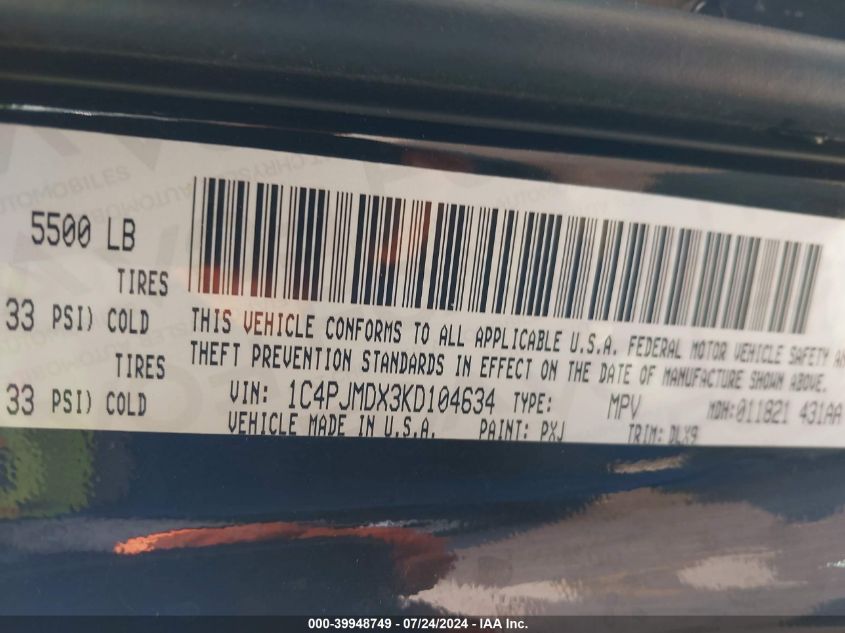 5500 LB
TIRES
33 PSI) COLD
TIRES
33 PSI) COLD
THIS VEHICLE CONFORMS TO ALL APPLICABLE U.S.A. FEDERAL MOTOR VEHICLE SAFETY AN
THEFT PREVENTION STANDARDS IN EFFECT ON THE DATE OF MANUFACTURE SHOWN ABOVE.
VIN: 1C4PJMDX3KD104634 TYPE: MPV MDH:011821 431AA
VEHICLE MADE IN U.S.A. PAINT: PXJ TRIM: DLX9
000-39948749 - 07/24/2024 - IAA Inc.